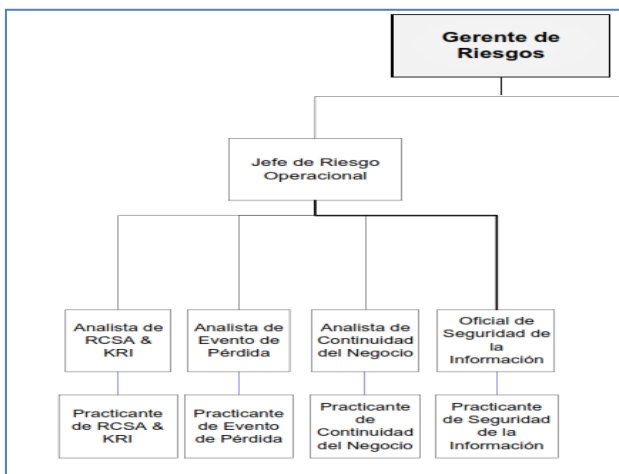 Gerente de
Riesgos
Jefe de Riesgo
Operacional
Analista de
RCSA &
KRI
Analista de
Evento de
Pérdida
Analista de
Continuidad
del Negocio
Oficial de
Seguridad de
la
Información
Practicante
de RCSA &
KRI
Practicante
de Evento
de Pérdida
Practicante
de
Continuidad
del Negocio
Practicante
de Seguridad
de la
Información